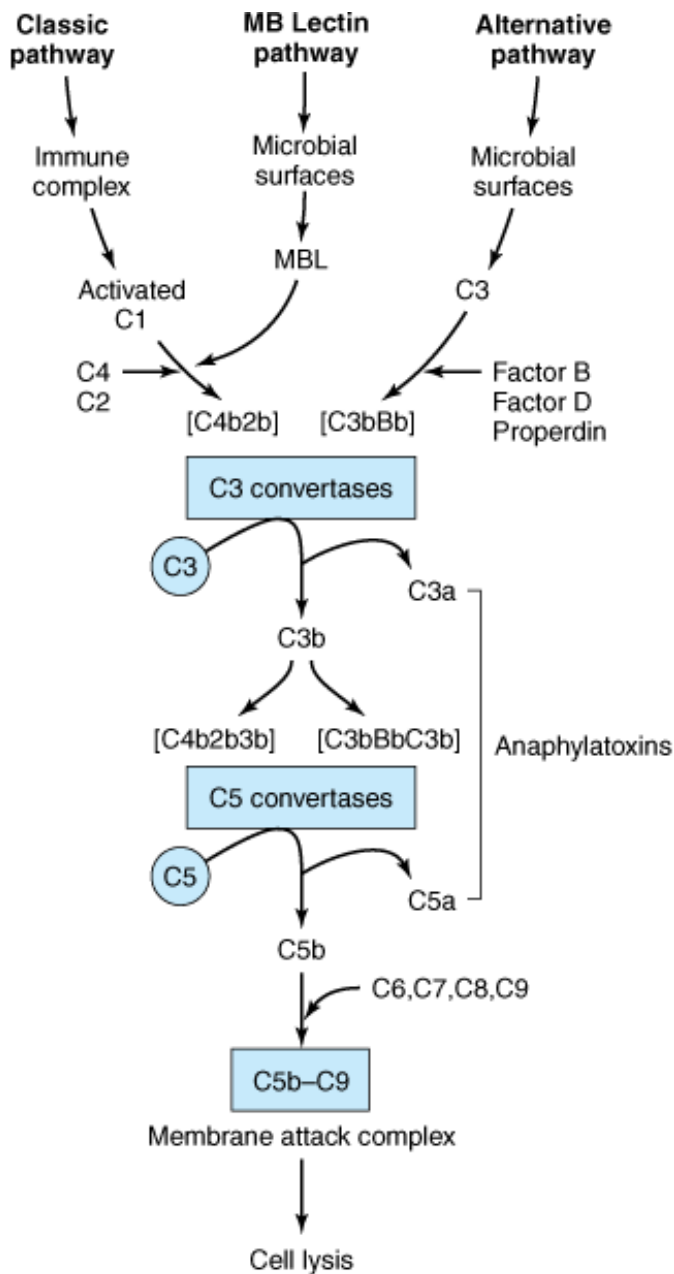 Classic
pathway
MB Lectin
pathway
Alternative
pathway
Immune
complex
Microbial
surfaces
Microbial
surfaces
MBL
Activated
C1
C3
C4
C2
Factor B
Factor D
Properdin
[C4b2b]
[C3bBb]
C3 convertases
C3
C3a
C3b
[C4b2b3b]
[C3bBbC3b]
Anaphylatoxins
C5 convertases
C5
C5a
C5b
C6,C7,C8,C9
C5b–C9
Membrane attack complex
Cell lysis